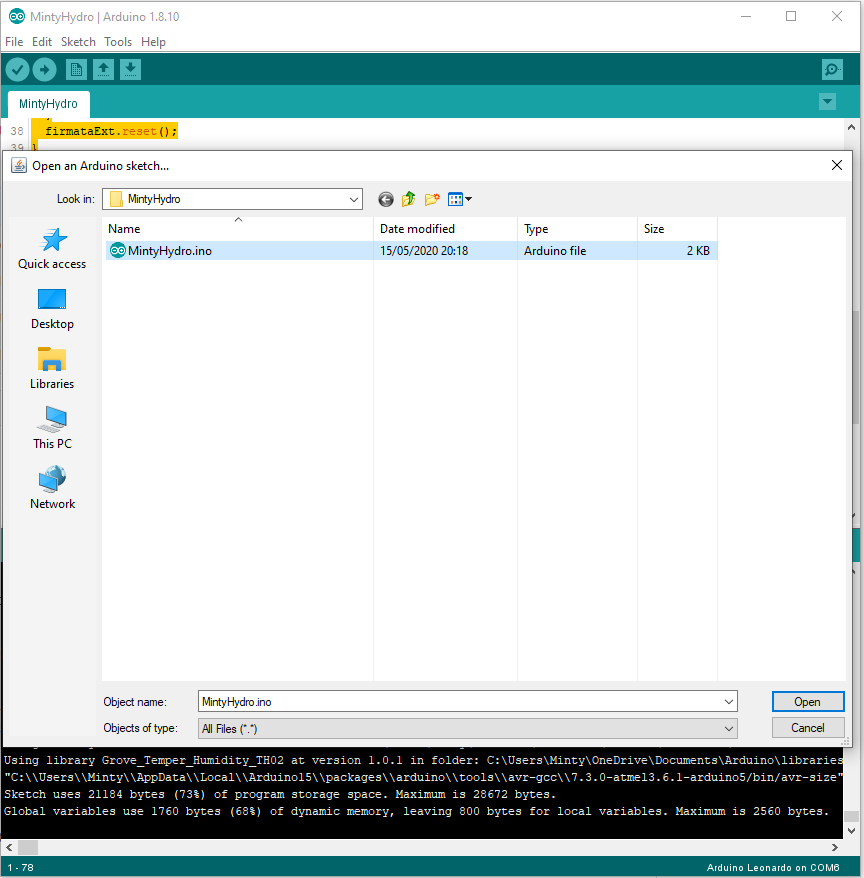 MintyHydro | Arduino 1.8.10
File Edit Sketch Tools Help
MintyHydro
38 firmataExt.reset();
39 }
Open an Arduino sketch...
Look in: MintyHydro
Name Date modified Type Size
MintyHydro.ino 15/05/2020 20:18 Arduino file 2 KB
Quick access
Desktop
Libraries
This PC
Network
Object name: MintyHydro.ino Open
Objects of type: All Files (*.*) Cancel
Using library Grove_Temper_Humidity_TH02 at version 1.0.1 in folder: C:\Users\Minty\OneDrive\Documents\Arduino\libraries
"C:\\Users\\Minty\\AppData\\Local\\Arduino15\\packages\\arduino\\tools\\avr-gcc\\7.3.0-atmel3.6.1-arduino5/bin/avr-size"
Sketch uses 21184 bytes (73%) of program storage space. Maximum is 28672 bytes.
Global variables use 1760 bytes (68%) of dynamic memory, leaving 800 bytes for local variables. Maximum is 2560 bytes.
1 - 78 Arduino Leonardo on COM6